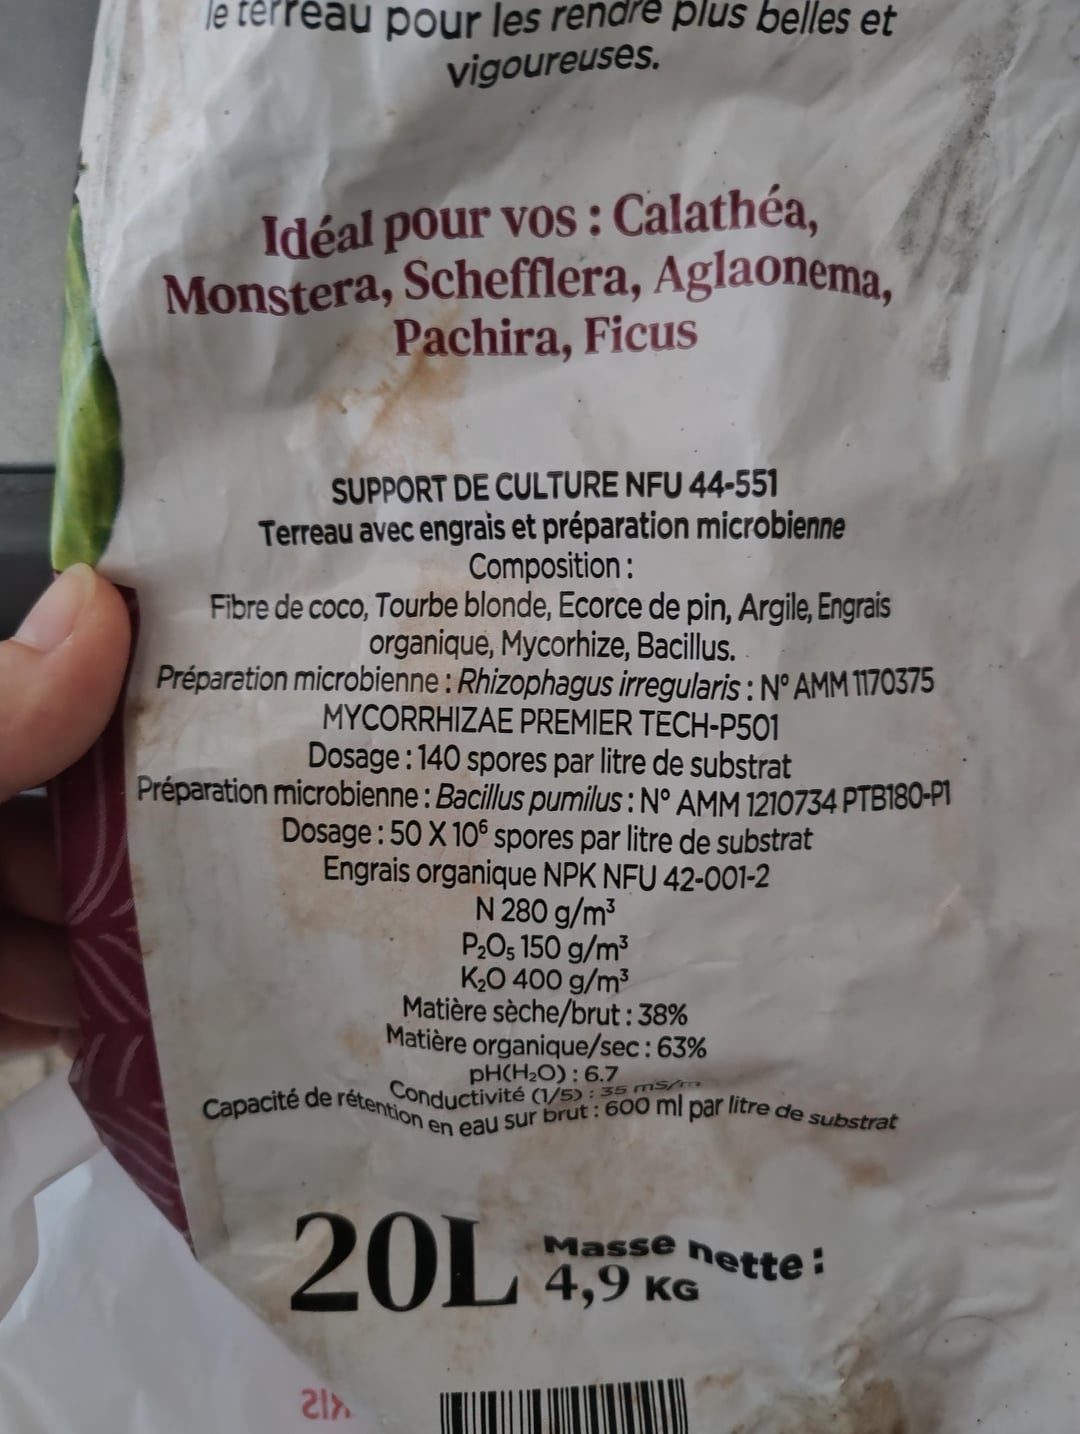 le terreau pour les rendre plus belles et
vigoureuses.
Idéal pour vos : Calathéa,
Monstera, Schefflera, Aglaonema,
Pachira, Ficus
SUPPORT DE CULTURE NFU 44-551
Terreau avec engrais et préparation microbienne
Composition :
Fibre de coco, Tourbe blonde, Ecorce de pin, Argile, Engrais
organique, Mycorhize, Bacillus.
Préparation microbienne : Rhizophagus irregularis : N° AMM 1170375
MYCORRHIZAE PREMIER TECH-P501
Dosage : 140 spores par litre de substrat
Préparation microbienne : Bacillus pumilus : N° AMM 1210734 PTB180-P1
Dosage : 50 X 10⁶ spores par litre de substrat
Engrais organique NPK NFU 42-001-2
N 280 g/m³
P₂O₅ 150 g/m³
K₂O 400 g/m³
Matière sèche/brut : 38%
Matière organique/sec : 63%
pH(H₂O) : 6.7
Conductivité (1/5) : 35 mS/m
Capacité de rétention en eau sur brut : 600 ml par litre de substrat
20L Masse nette :
4,9 KG